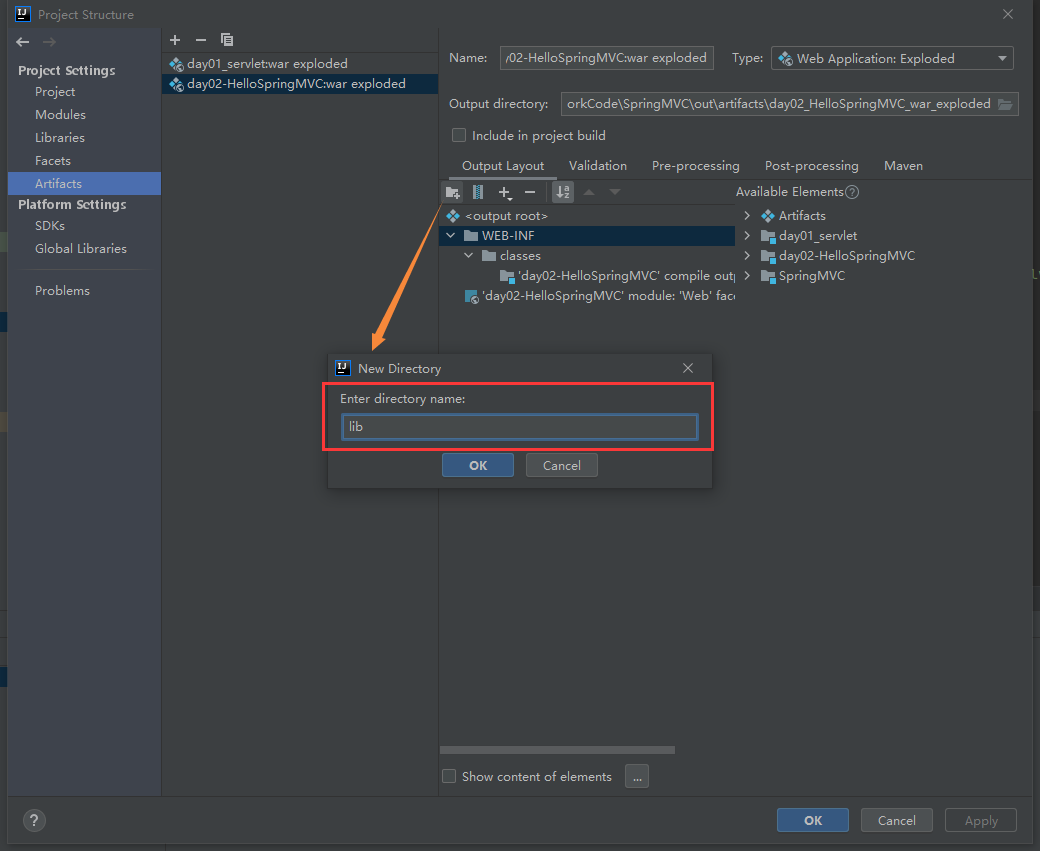 Project Structure
Project Settings
Project
Modules
Libraries
Facets
Artifacts
Platform Settings
SDKs
Global Libraries
Problems
day01_servlet:war exploded
day02-HelloSpringMVC:war exploded
Name: /02-HelloSpringMVC:war exploded Type: Web Application: Exploded
Output directory: orkCode\SpringMVC\out\artifacts\day02_HelloSpringMVC_war_exploded
Include in project build
Output Layout Validation Pre-processing Post-processing Maven
Available Elements ?
<output root>
WEB-INF
classes
'day02-HelloSpringMVC' compile outp
'day02-HelloSpringMVC' module: 'Web' face
Artifacts
day01_servlet
day02-HelloSpringMVC
SpringMVC
New Directory
Enter directory name:
lib
OK Cancel
Show content of elements ...
? OK Cancel Apply